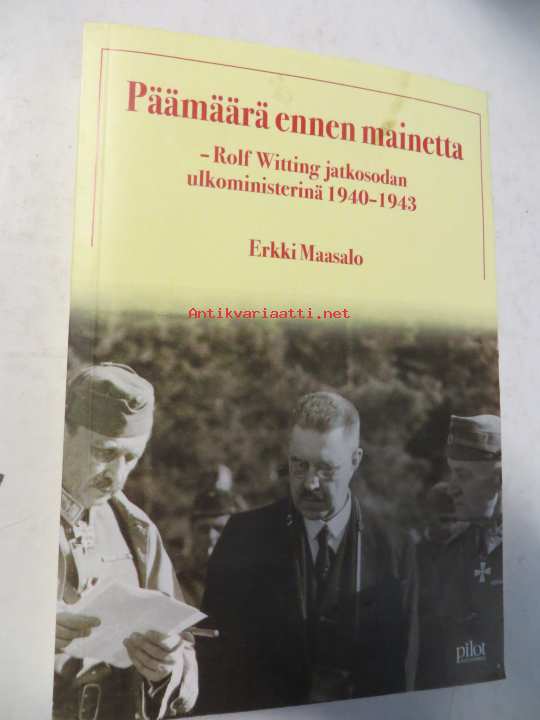 Päämäärä ennen mainetta
– Rolf Witting jatkosodan
ulkoministerinä 1940–1943
Erkki Maasalo
Antikvariaatti.net
pilot